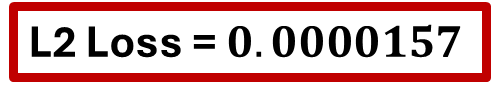 L2 Loss = 0.0000157